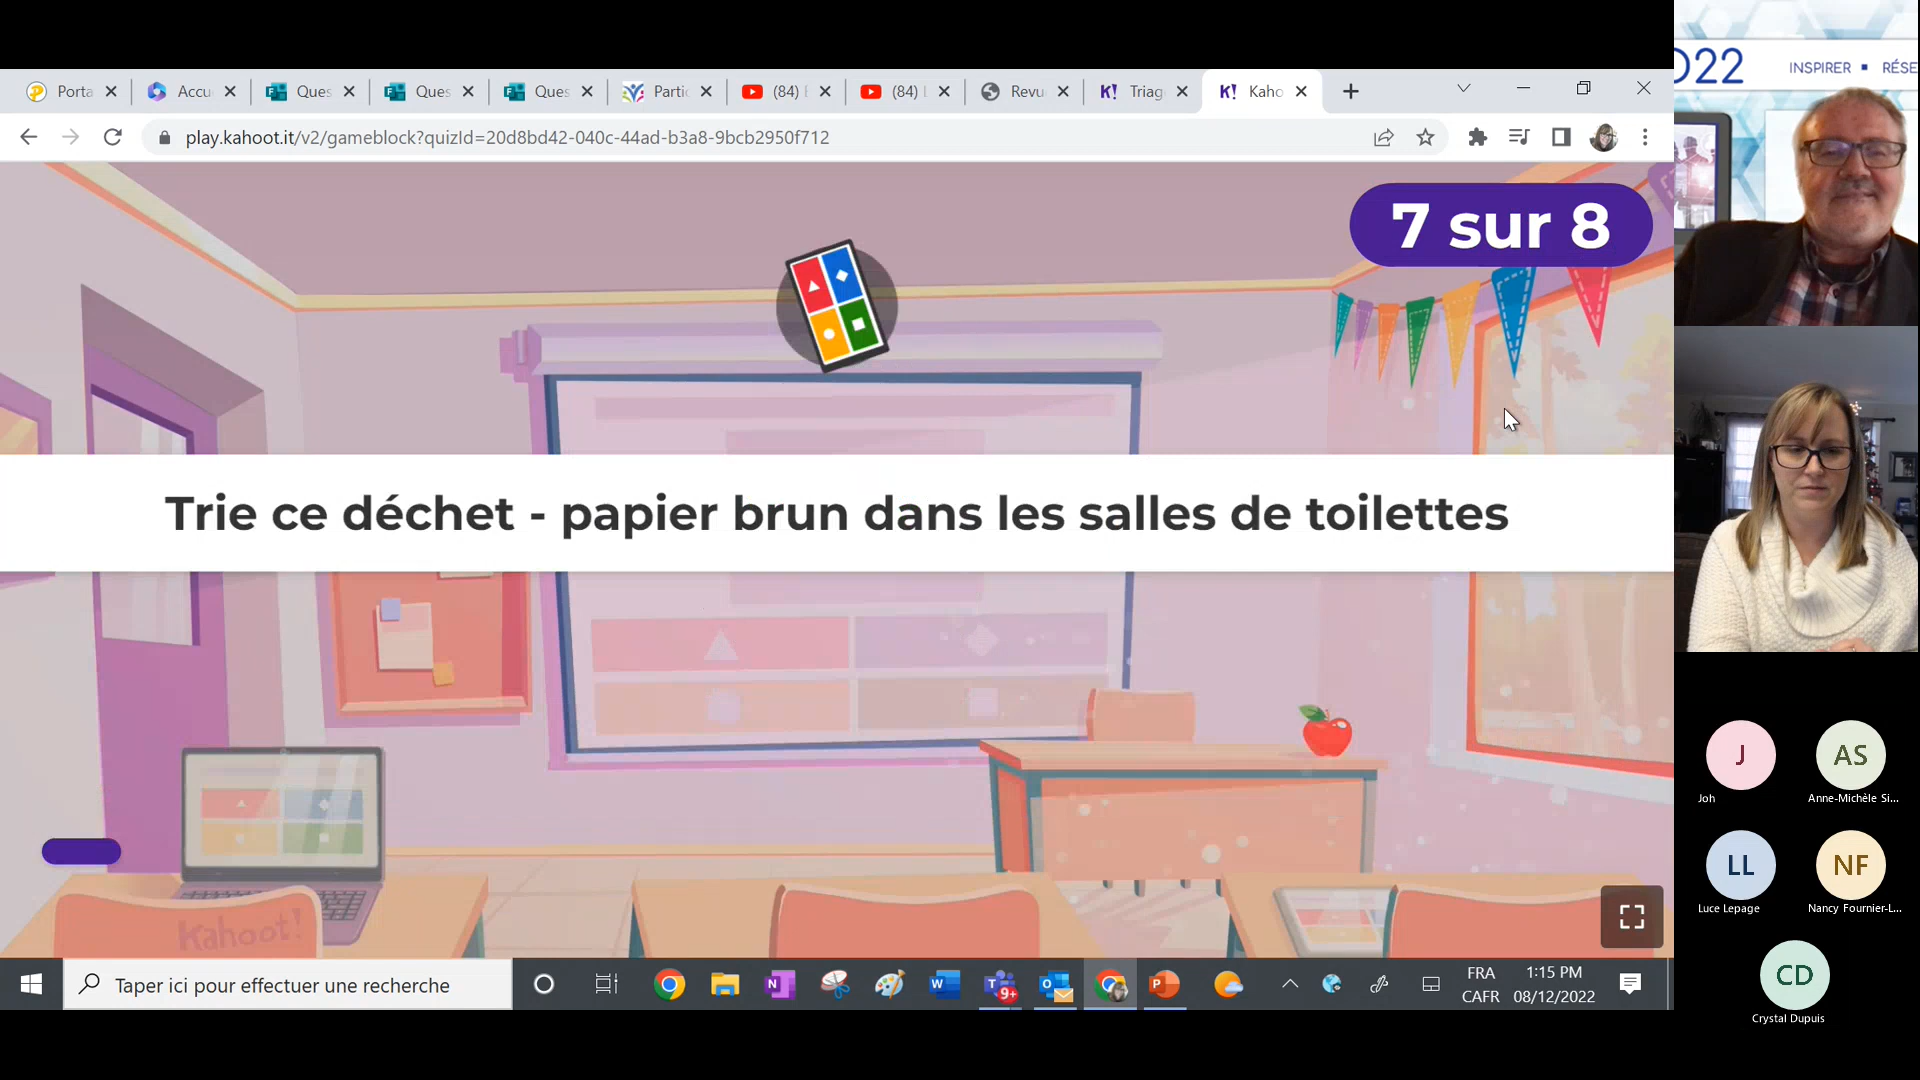 Porta
Accu
Ques
Ques
Ques
Partic
(84)
(84)
Revu
K! Triag
K! Kaho
play.kahoot.it/v2/gameblock?quizId=20d8bd42-040c-44ad-b3a8-9bcb2950f712
7 sur 8
Trie ce déchet - papier brun dans les salles de toilettes
Kahoot!
022
INSPIRER ▪ RÉSE
J
Joh
AS
Anne-Michèle Si...
LL
Luce Lepage
NF
Nancy Fournier-L...
CD
Crystal Dupuis
Taper ici pour effectuer une recherche
9+
FRA
CAFR
1:15 PM
08/12/2022